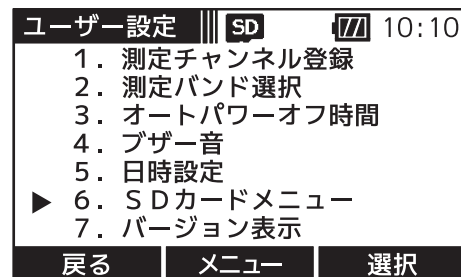 ユーザー設定 SD 10:10
1. 測定チャンネル登録
2. 測定バンド選択
3. オートパワーオフ時間
4. ブザー音
5. 日時設定
▶ 6. ＳＤカードメニュー
7. バージョン表示
戻る メニュー 選択